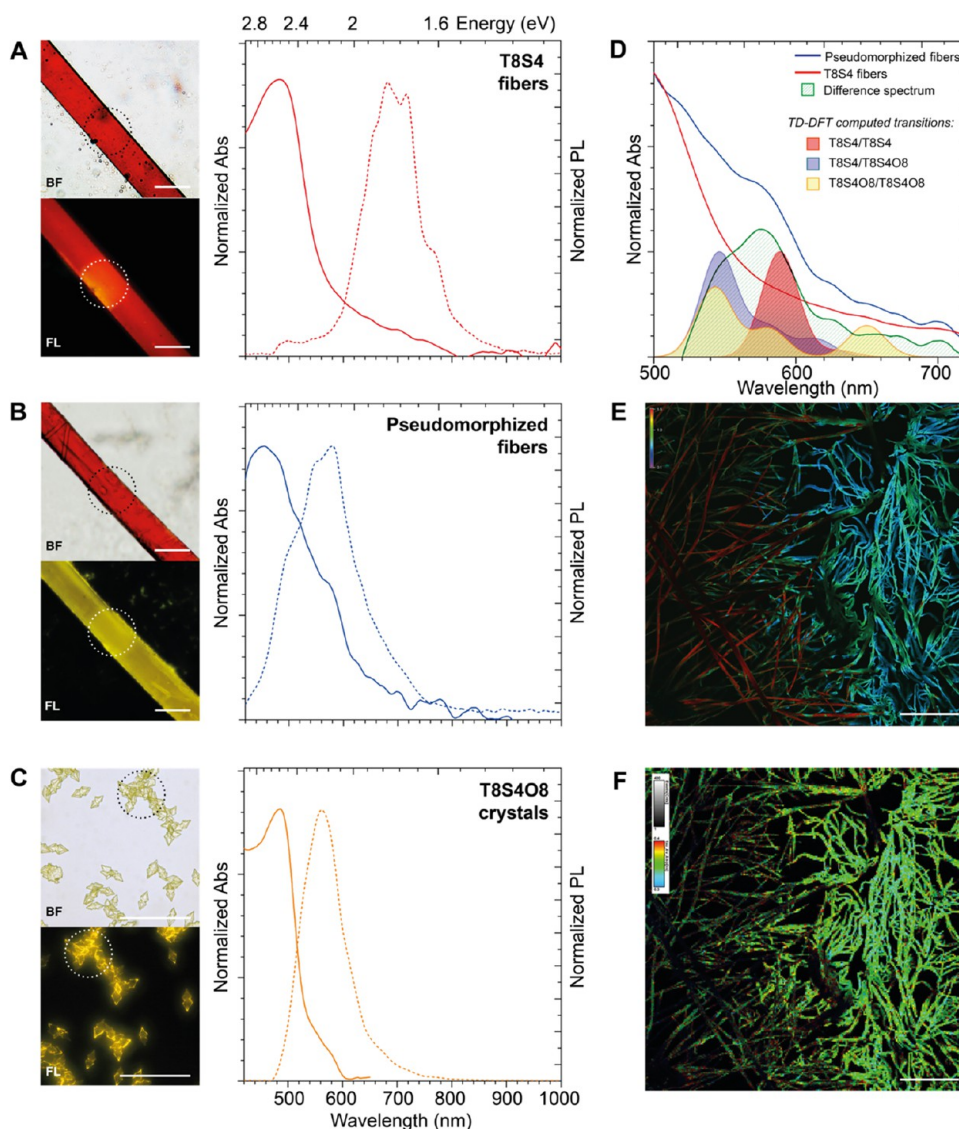 2.8 2.4 2 1.6 Energy (eV)
A
BF
FL
Normalized Abs
T8S4
fibers
Normalized PL
D
Pseudomorphized fibers
T8S4 fibers
Difference spectrum
TD-DFT computed transitions:
T8S4/T8S4
T8S4/T8S4O8
T8S4O8/T8S4O8
Normalized Abs
500 600 700
Wavelength (nm)
B
BF
FL
Normalized Abs
Pseudomorphized
fibers
Normalized PL
E
C
BF
FL
Normalized Abs
T8S4O8
crystals
Normalized PL
500 600 700 800 900 1000
Wavelength (nm)
F